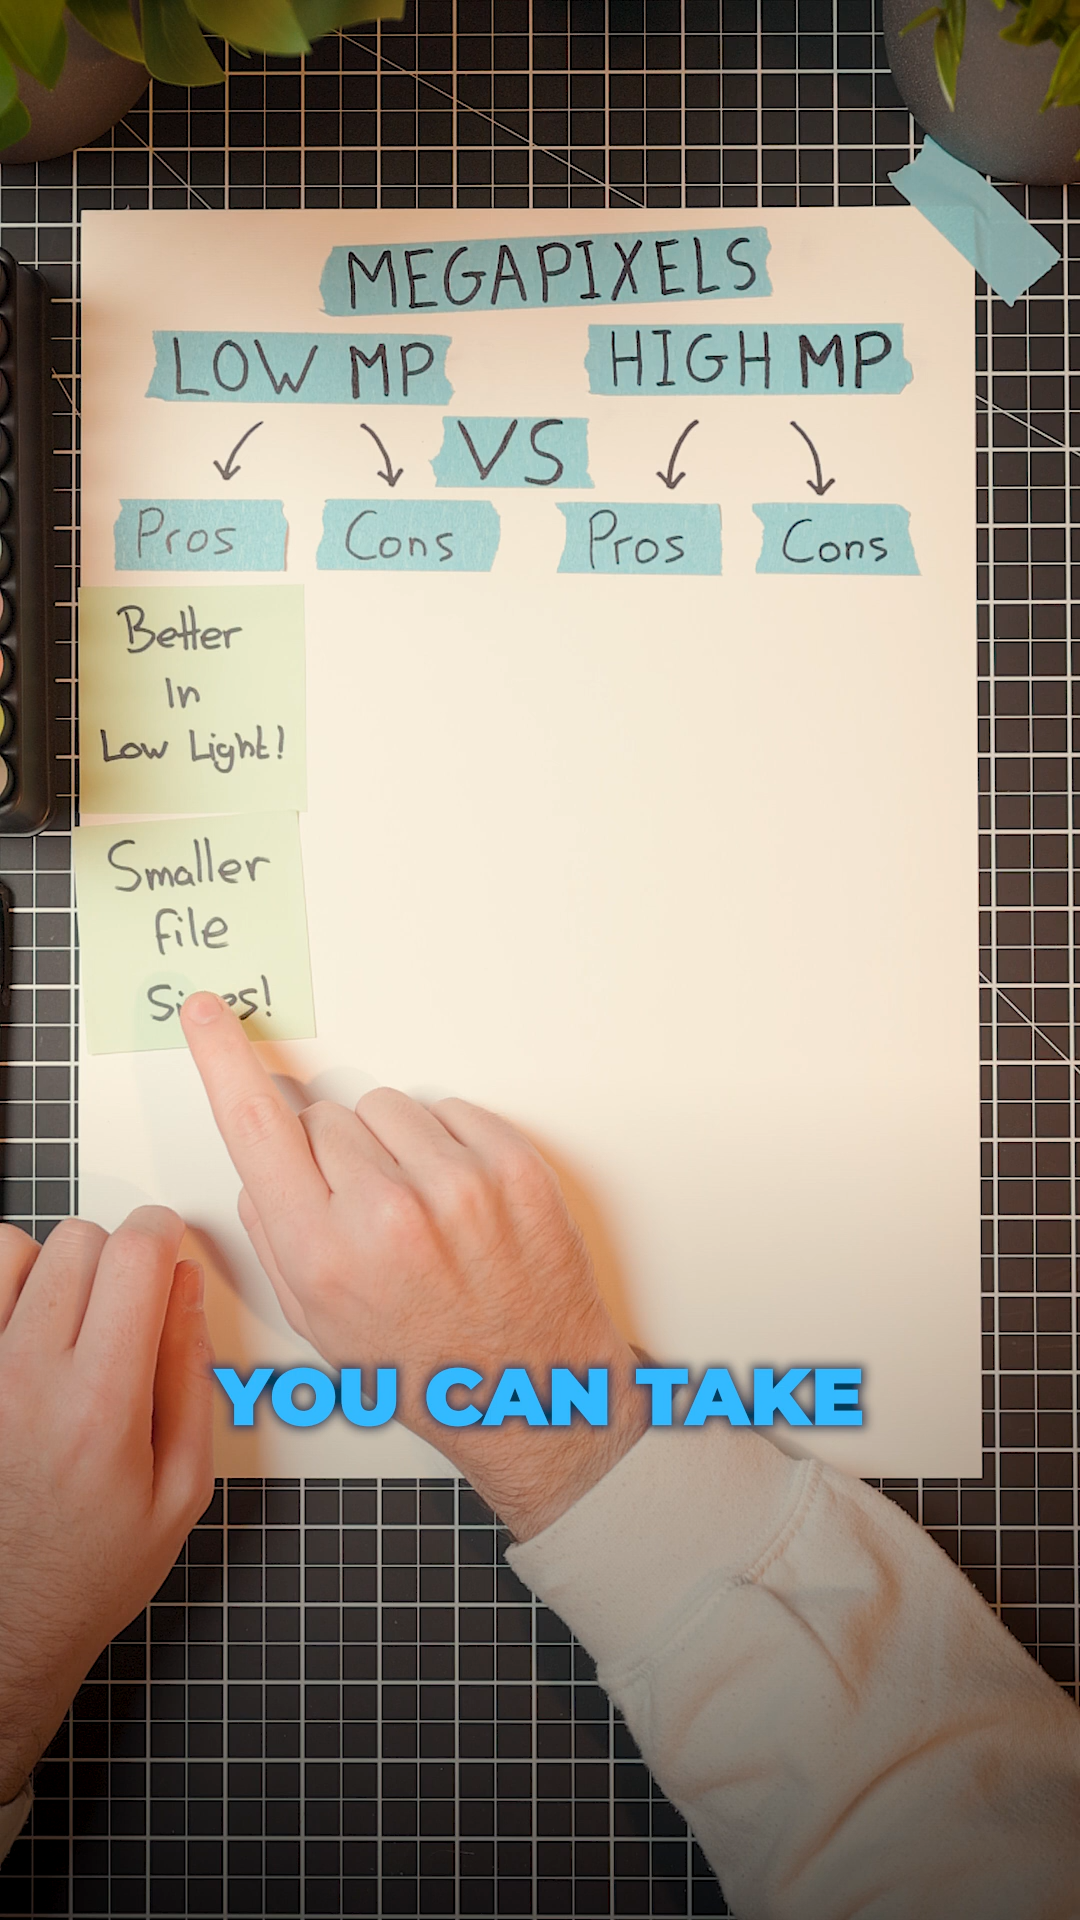 MEGAPIXELS
LOW MP
HIGH MP
VS
Pros
Cons
Pros
Cons
Better
In
Low Light!
Smaller
file
Sizes!
YOU CAN TAKE